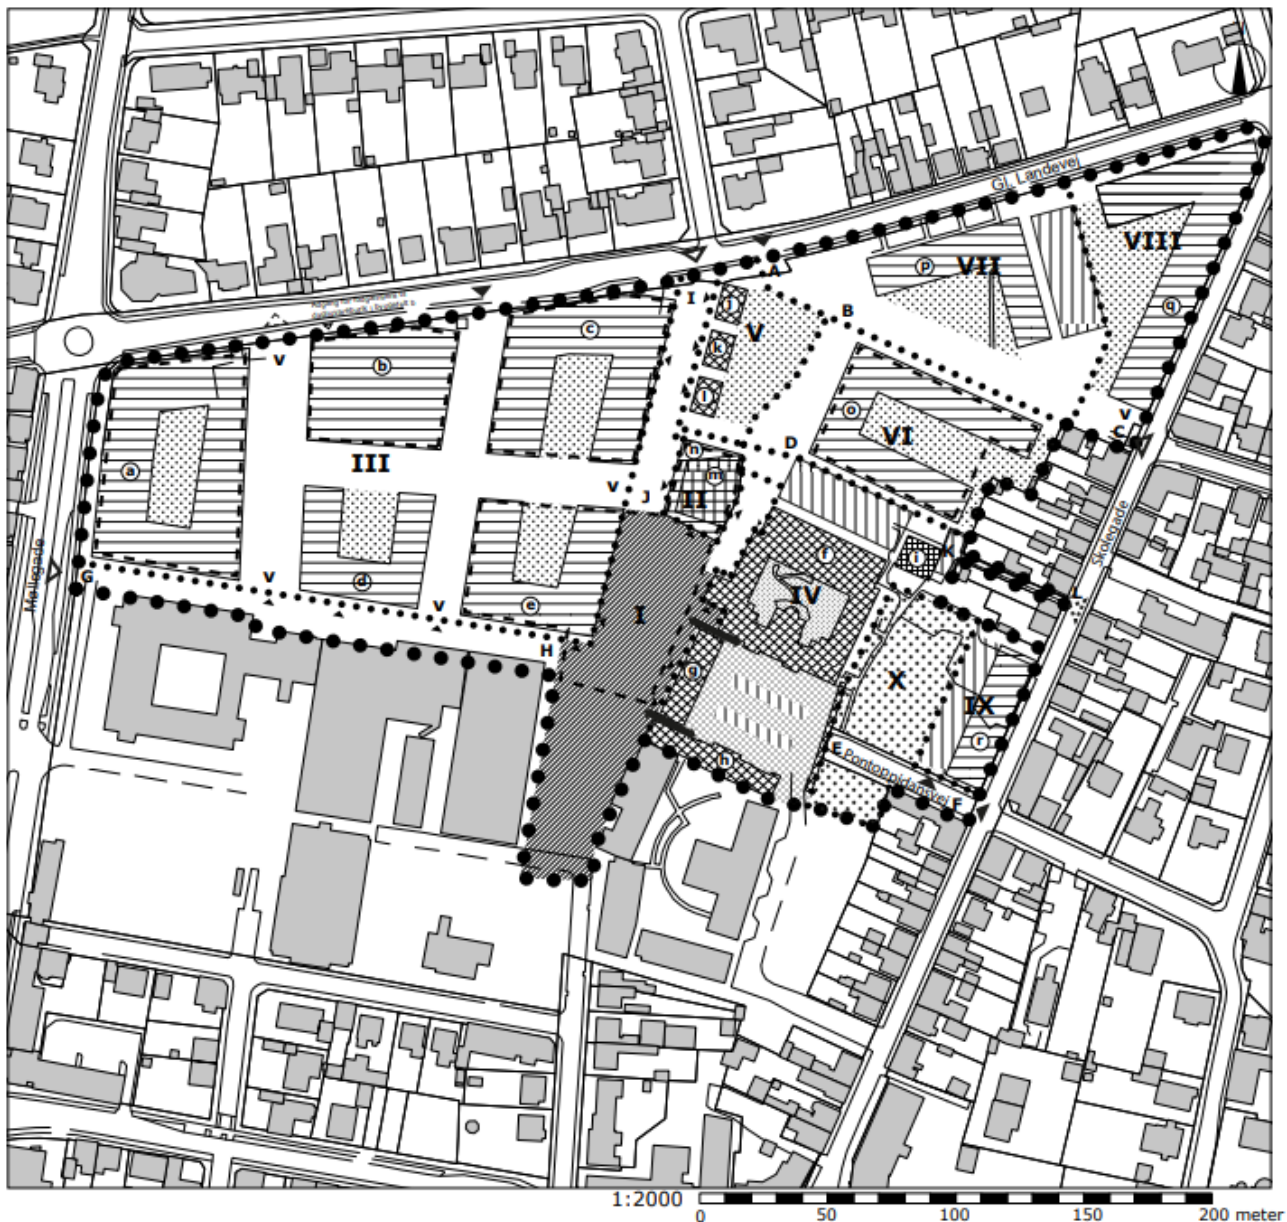 GL. Landevej
VIII
P
VII
q
A
I
B
j
V
c
k
v
b
l
o
VI
v
C
D
a
III
n
m
II
v
J
Skolegade
f
i
K
Møllegade
G
v
d
v
e
I
IV
L
H
g
X
IX
E
r
h
Pontoppidansvej
F
1:2000
0
50
100
150
200 meter